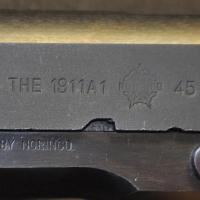 THE 1911A1 45
BY NORINCO